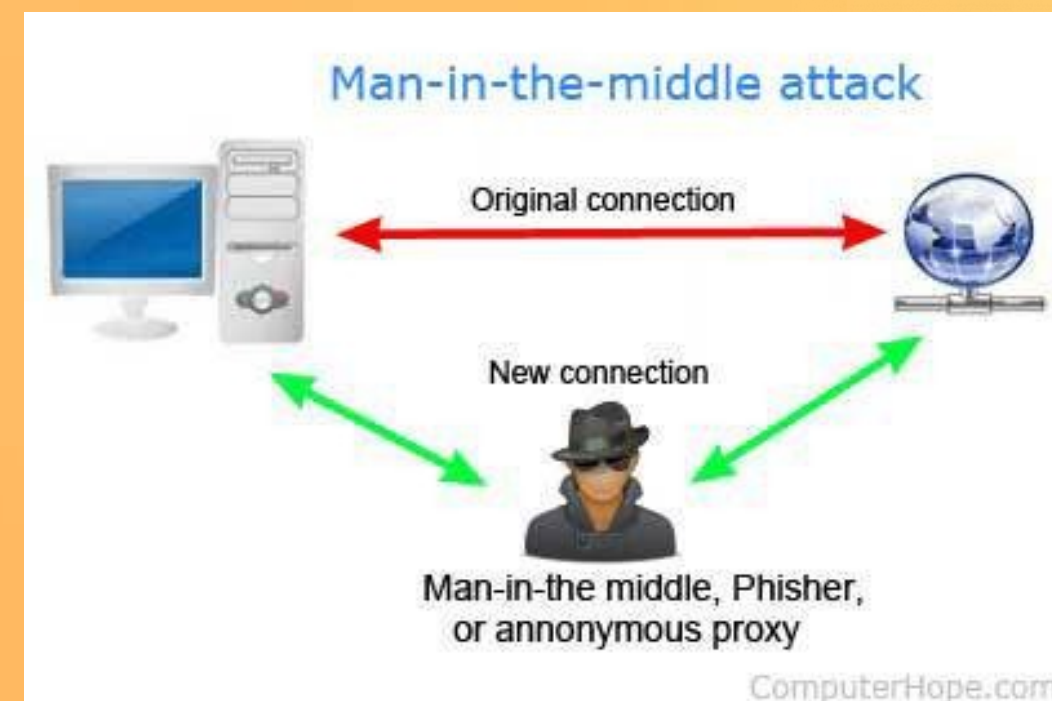 Man-in-the-middle attack
Original connection
New connection
Man-in-the middle, Phisher,
or annonymous proxy
ComputerHope.com